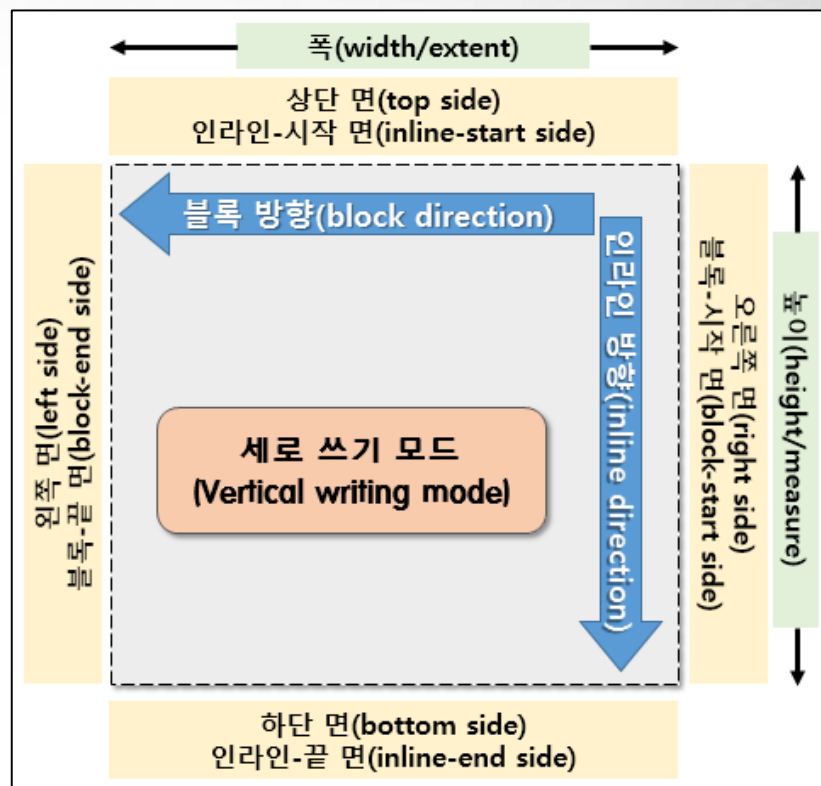 폭(width/extent)
상단 면(top side)
인라인-시작 면(inline-start side)
블록 방향(block direction)
인라인 방향(inline direction)
세로 쓰기 모드
(Vertical writing mode)
왼쪽 면(left side)
블록-끝 면(block-end side)
오른쪽 면(right side)
블록-시작 면(block-start side)
높이(height/measure)
하단 면(bottom side)
인라인-끝 면(inline-end side)